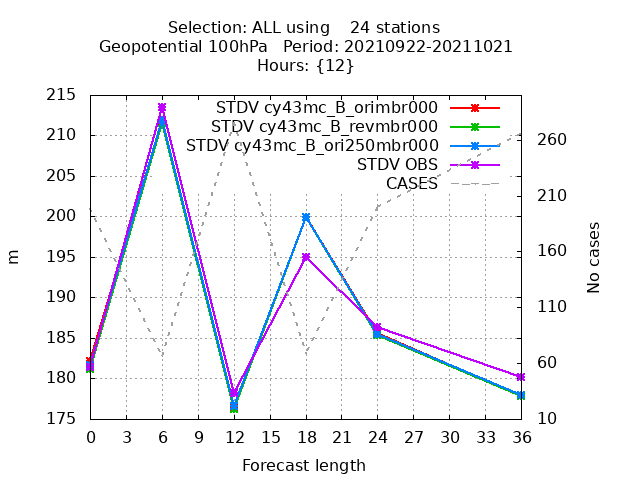 Selection: ALL using    24 stations
Geopotential 100hPa   Period: 20210922-20211021
Hours: {12}
STDV cy43mc_B_orimbr000
STDV cy43mc_B_revmbr000
STDV cy43mc_B_ori250mbr000
STDV OBS
CASES
215
210
205
200
195
190
185
180
175
m
260
210
160
110
60
10
No cases
0 3 6 9 12 15 18 21 24 27 30 33 36
Forecast length